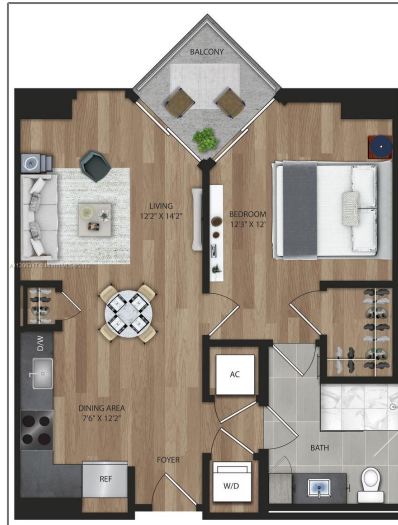 BALCONY
LIVING
12'2" X 14'2"
BEDROOM
12'3" X 12'
D/W
AC
DINING AREA
7'6" X 12'2"
BATH
FOYER
REF
W/D